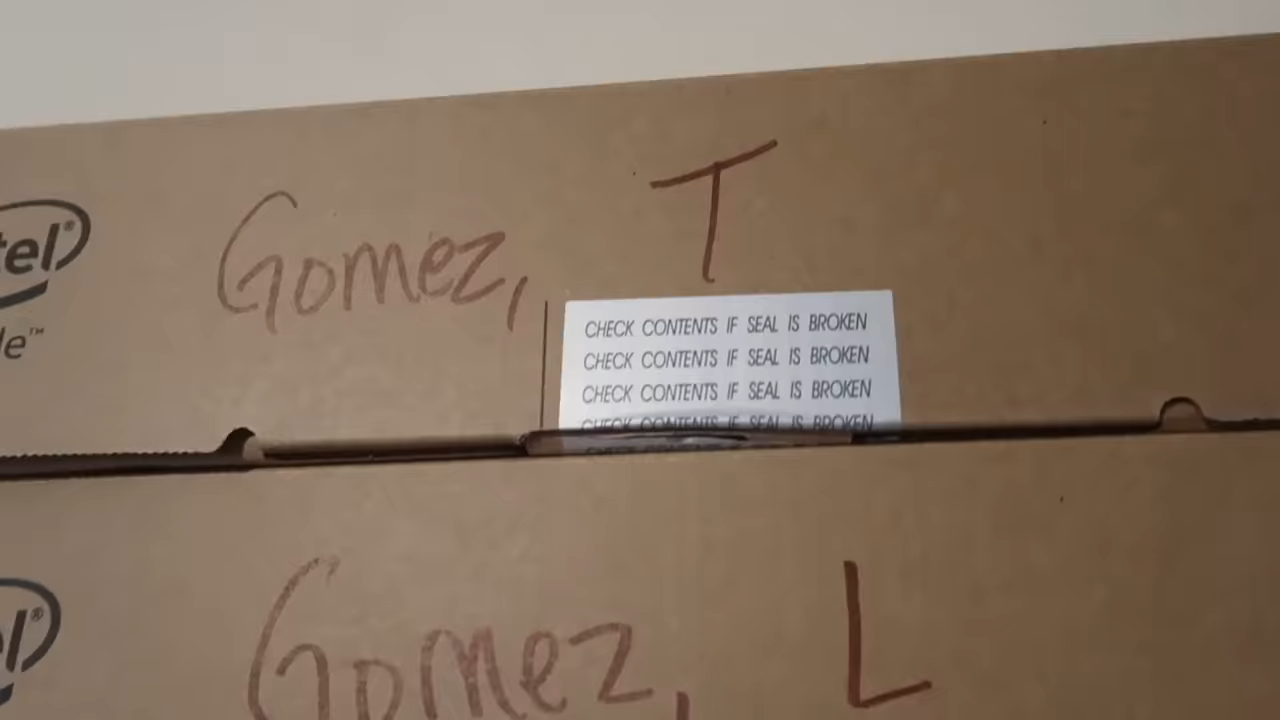 Gomez, T
tel®
le™
CHECK CONTENTS IF SEAL IS BROKEN
CHECK CONTENTS IF SEAL IS BROKEN
CHECK CONTENTS IF SEAL IS BROKEN
CHECK CONTENTS IF SEAL IS BROKEN
Gomez, L
el®